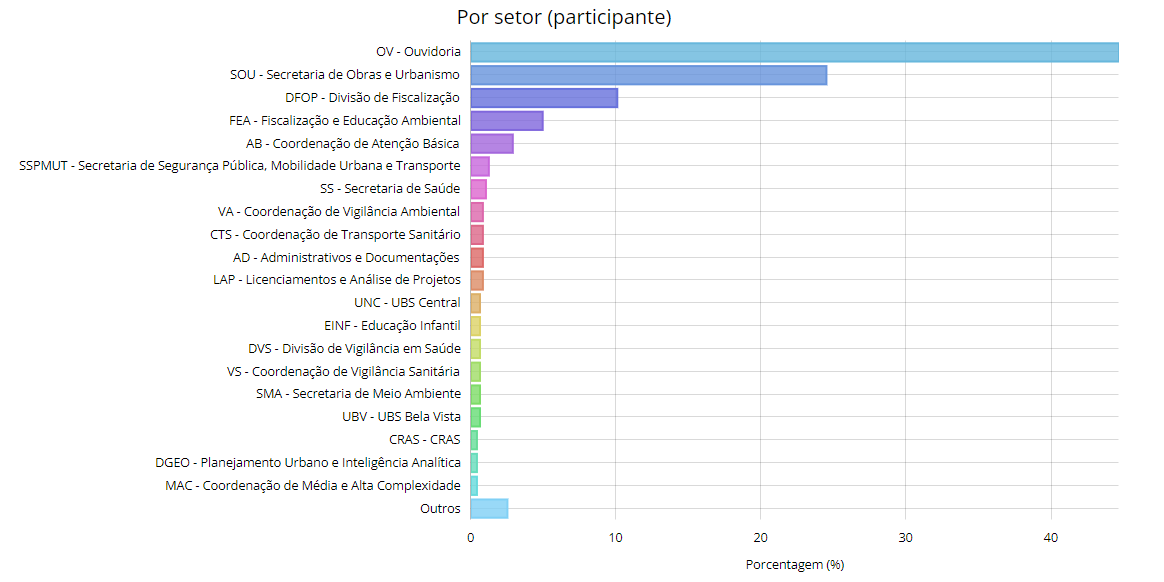 Por setor (participante)
OV - Ouvidoria
SOU - Secretaria de Obras e Urbanismo
DFOP - Divisão de Fiscalização
FEA - Fiscalização e Educação Ambiental
AB - Coordenação de Atenção Básica
SSPMUT - Secretaria de Segurança Pública, Mobilidade Urbana e Transporte
SS - Secretaria de Saúde
VA - Coordenação de Vigilância Ambiental
CTS - Coordenação de Transporte Sanitário
AD - Administrativos e Documentações
LAP - Licenciamentos e Análise de Projetos
UNC - UBS Central
EINF - Educação Infantil
DVS - Divisão de Vigilância em Saúde
VS - Coordenação de Vigilância Sanitária
SMA - Secretaria de Meio Ambiente
UBV - UBS Bela Vista
CRAS - CRAS
DGEO - Planejamento Urbano e Inteligência Analítica
MAC - Coordenação de Média e Alta Complexidade
Outros
0 10 20 30 40
Porcentagem (%)